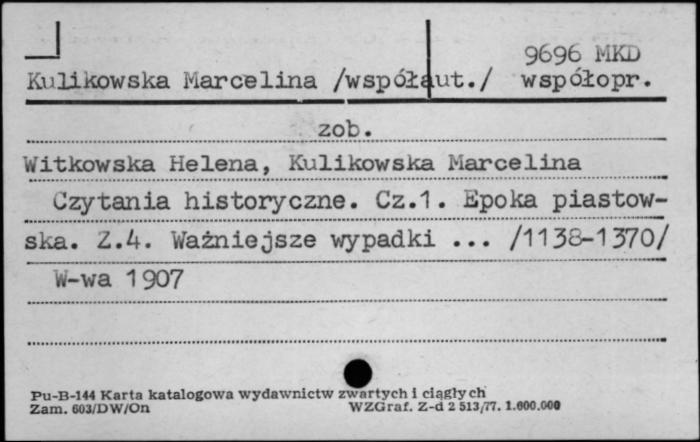 9696 MKD
Kulikowska Marcelina /współaut./ współopr.
zob.
Witkowska Helena, Kulikowska Marcelina
Czytania historyczne. Cz.1. Epoka piastow-
ska. Z.4. Ważniejsze wypadki ... /1138-1370/
W-wa 1907
Pu-B-144 Karta katalogowa wydawnictw zwartych i ciągłych
Zam. 603/DW/On WZGraf. Z-d 2 513/77. 1.600.000